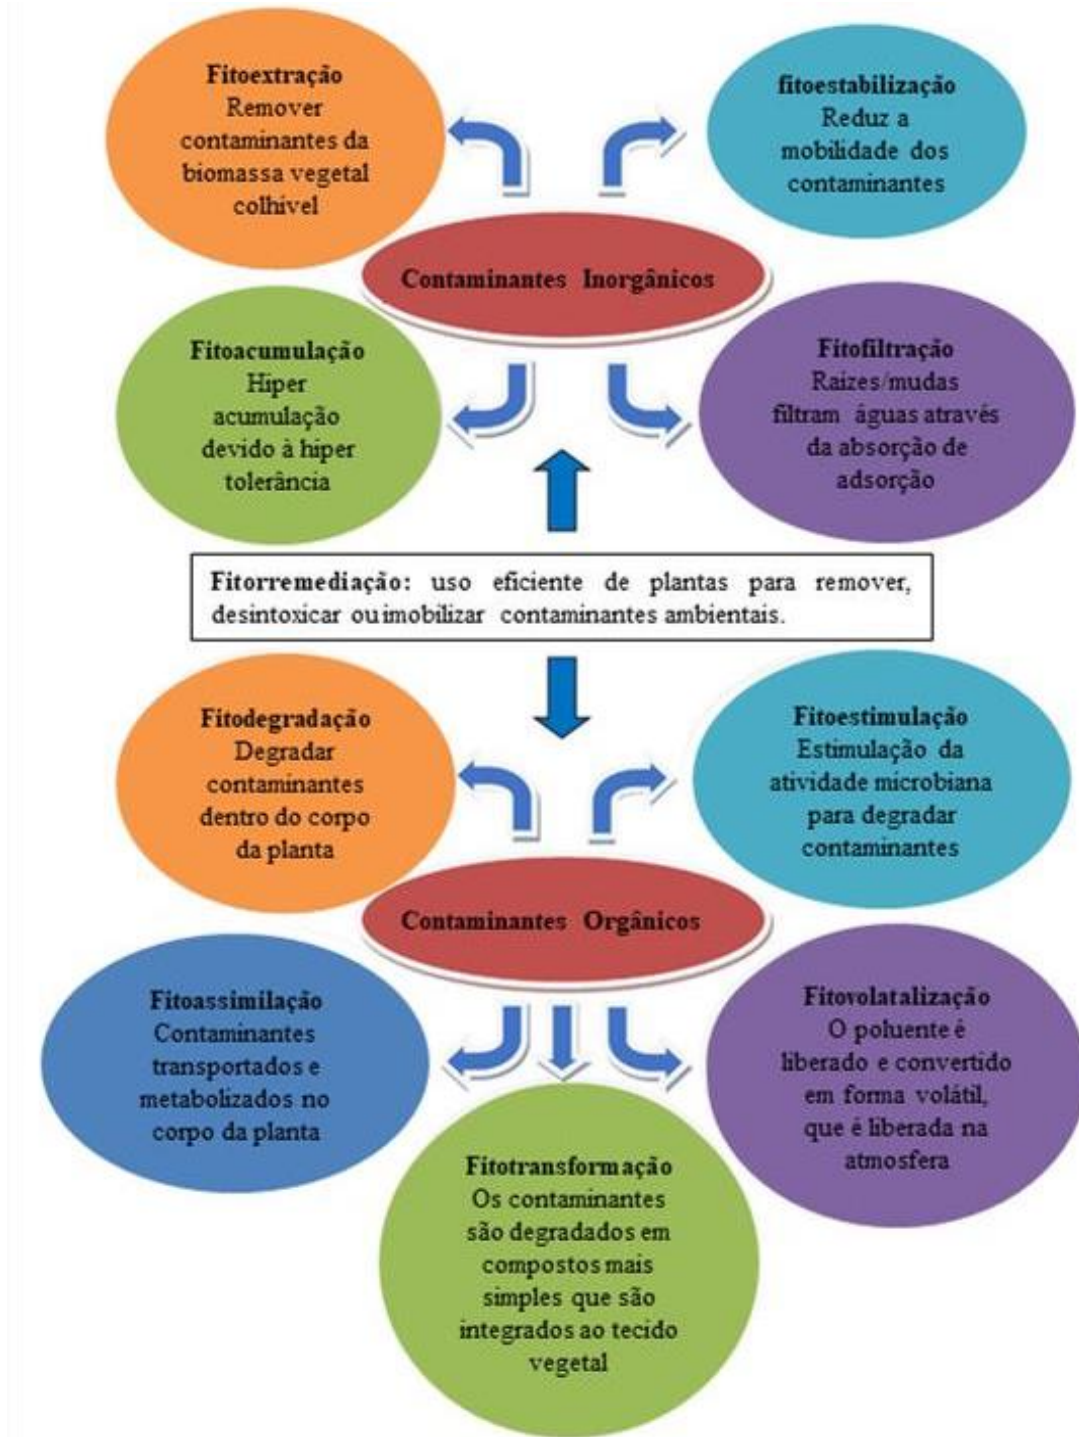 Fitoextração
Remover
contaminantes da
biomassa vegetal
colhível
fitoestabilização
Reduz a
mobilidade dos
contaminantes
Contaminantes Inorgânicos
Fitoacumulação
Hiper
acumulação
devido à hiper
tolerância
Fitofiltração
Raízes/mudas
filtram águas através
da absorção de
adsorção
Fitorremediação: uso eficiente de plantas para remover,
desintoxicar ou imobilizar contaminantes ambientais.
Fitodegradação
Degradar
contaminantes
dentro do corpo
da planta
Fitoestimulação
Estimulação da
atividade microbiana
para degradar
contaminantes
Contaminantes Orgânicos
Fitoassimilação
Contaminantes
transportados e
metabolizados no
corpo da planta
Fitovolatalização
O poluente é
liberado e convertido
em forma volátil,
que é liberada na
atmosfera
Fitotransformação
Os contaminantes
são degradados em
compostos mais
simples que são
integrados ao tecido
vegetal